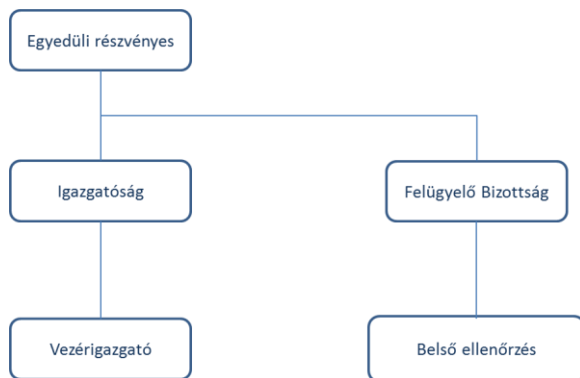 Egyedüli részvényes
Igazgatóság
Felügyelő Bizottság
Vezérigazgató
Belső ellenőrzés